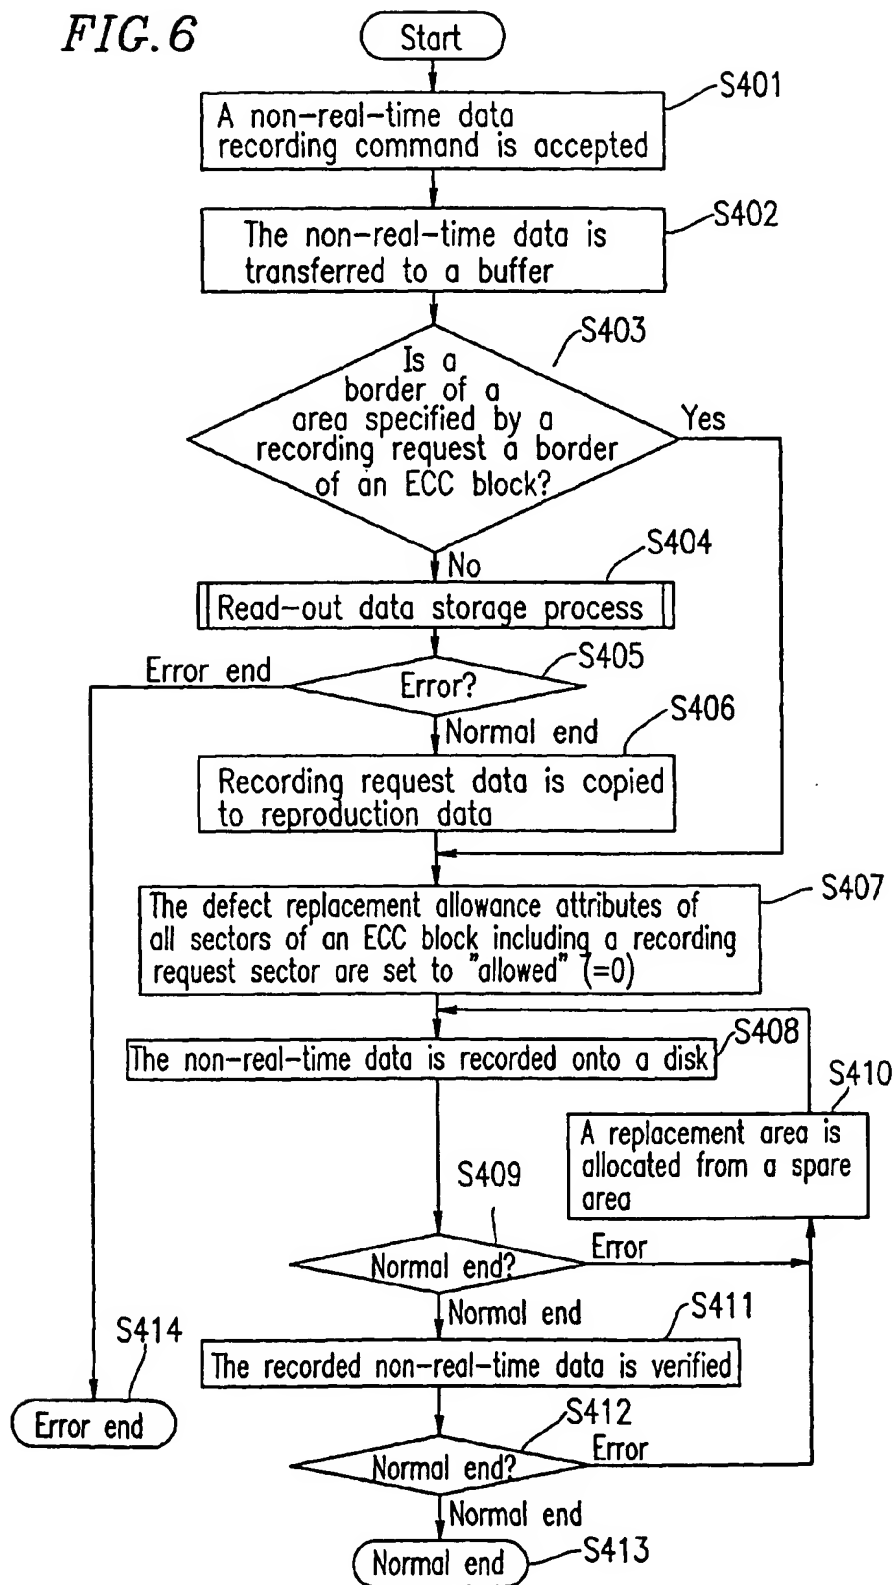 FIG.6
Start
S401
A non-real-time data
recording command is accepted
S402
The non-real-time data is
transferred to a buffer
S403
Is a
border of a
area specified by a
recording request a border
of an ECC block?
Yes
No
S404
Read-out data storage process
S405
Error end
Error?
Normal end
S406
Recording request data is copied
to reproduction data
S407
The defect replacement allowance attributes of
all sectors of an ECC block including a recording
request sector are set to "allowed" (=0)
S408
The non-real-time data is recorded onto a disk
S410
A replacement area is
allocated from a spare
area
S409
Normal end?
Error
Normal end
S411
The recorded non-real-time data is verified
S414
Error end
S412
Normal end?
Error
Normal end
Normal end
S413